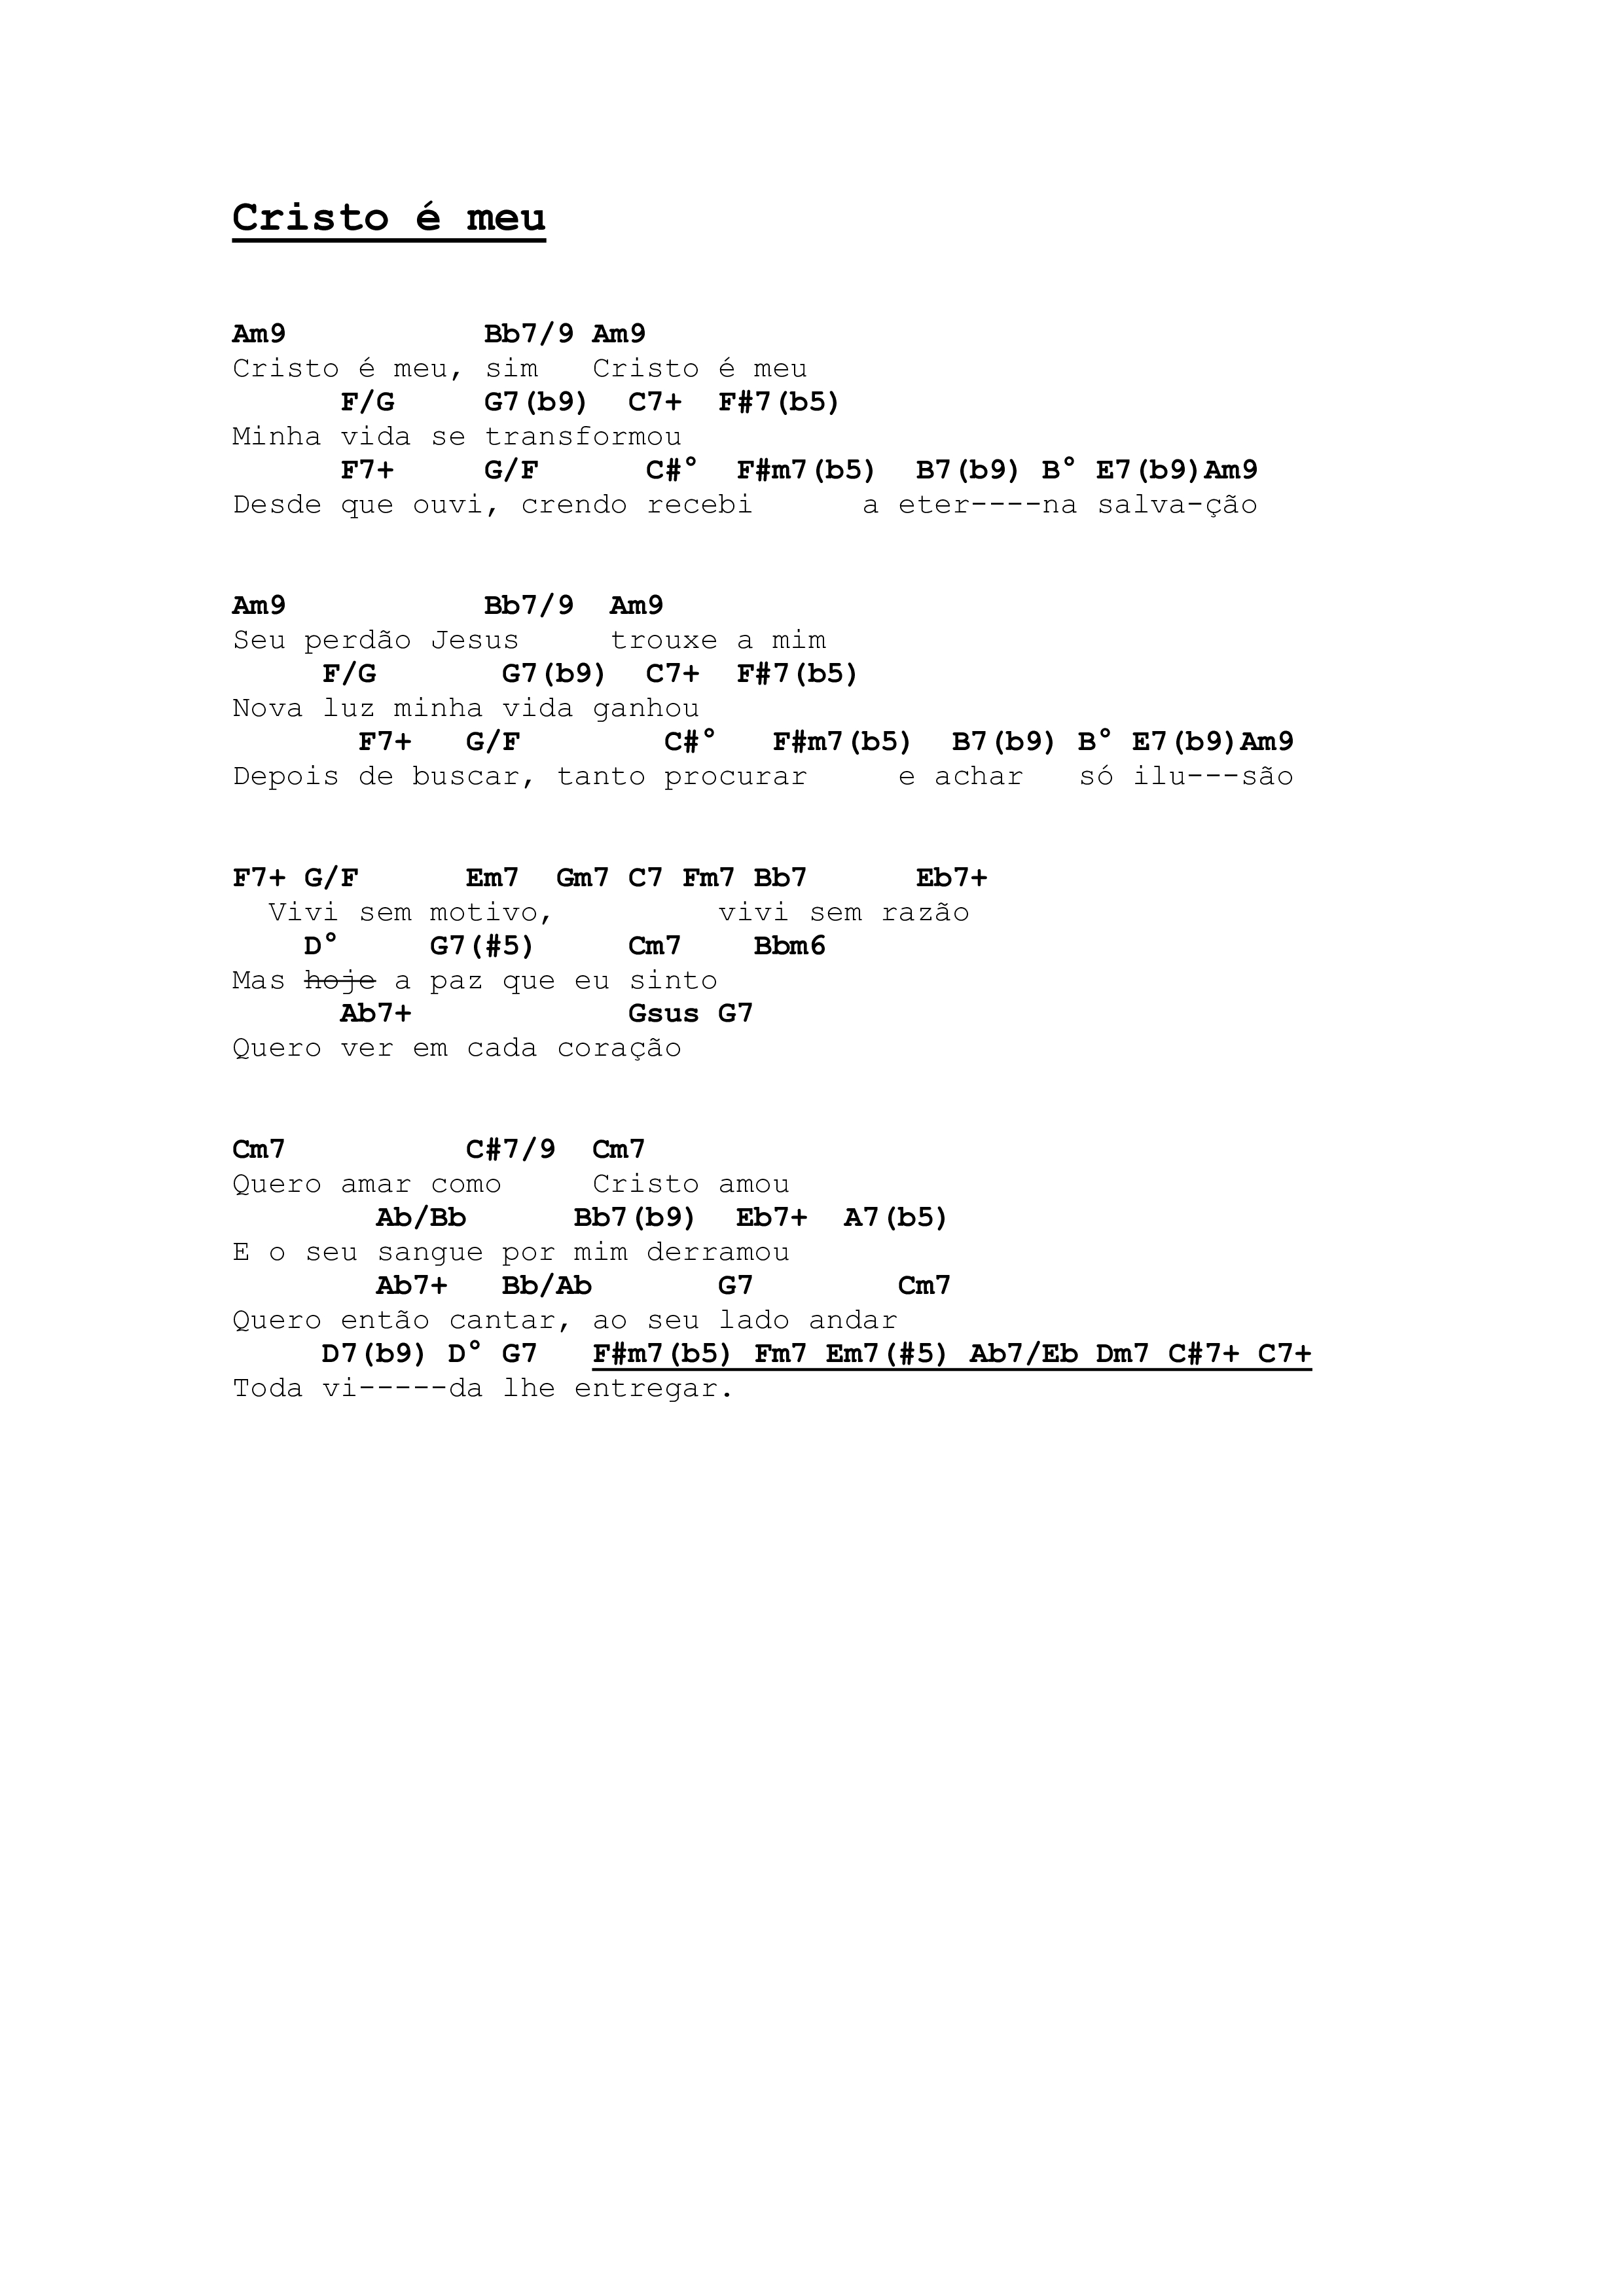 Cristo é meu
Am9           Bb7/9 Am9
Cristo é meu, sim   Cristo é meu
      F/G     G7(b9)  C7+  F#7(b5)
Minha vida se transformou
      F7+     G/F      C#°  F#m7(b5)  B7(b9) B° E7(b9)Am9
Desde que ouvi, crendo recebi      a eter----na salva-ção
Am9           Bb7/9  Am9
Seu perdão Jesus     trouxe a mim
     F/G       G7(b9)  C7+  F#7(b5)
Nova luz minha vida ganhou
       F7+   G/F        C#°   F#m7(b5)  B7(b9) B° E7(b9)Am9
Depois de buscar, tanto procurar     e achar   só ilu---são
F7+ G/F      Em7  Gm7 C7 Fm7 Bb7      Eb7+
  Vivi sem motivo,         vivi sem razão
    D°     G7(#5)     Cm7    Bbm6
Mas hoje a paz que eu sinto
      Ab7+            Gsus G7
Quero ver em cada coração
Cm7          C#7/9  Cm7
Quero amar como     Cristo amou
        Ab/Bb      Bb7(b9)  Eb7+  A7(b5)
E o seu sangue por mim derramou
        Ab7+   Bb/Ab       G7        Cm7
Quero então cantar, ao seu lado andar
     D7(b9) D° G7   F#m7(b5) Fm7 Em7(#5) Ab7/Eb Dm7 C#7+ C7+
Toda vi-----da lhe entregar.